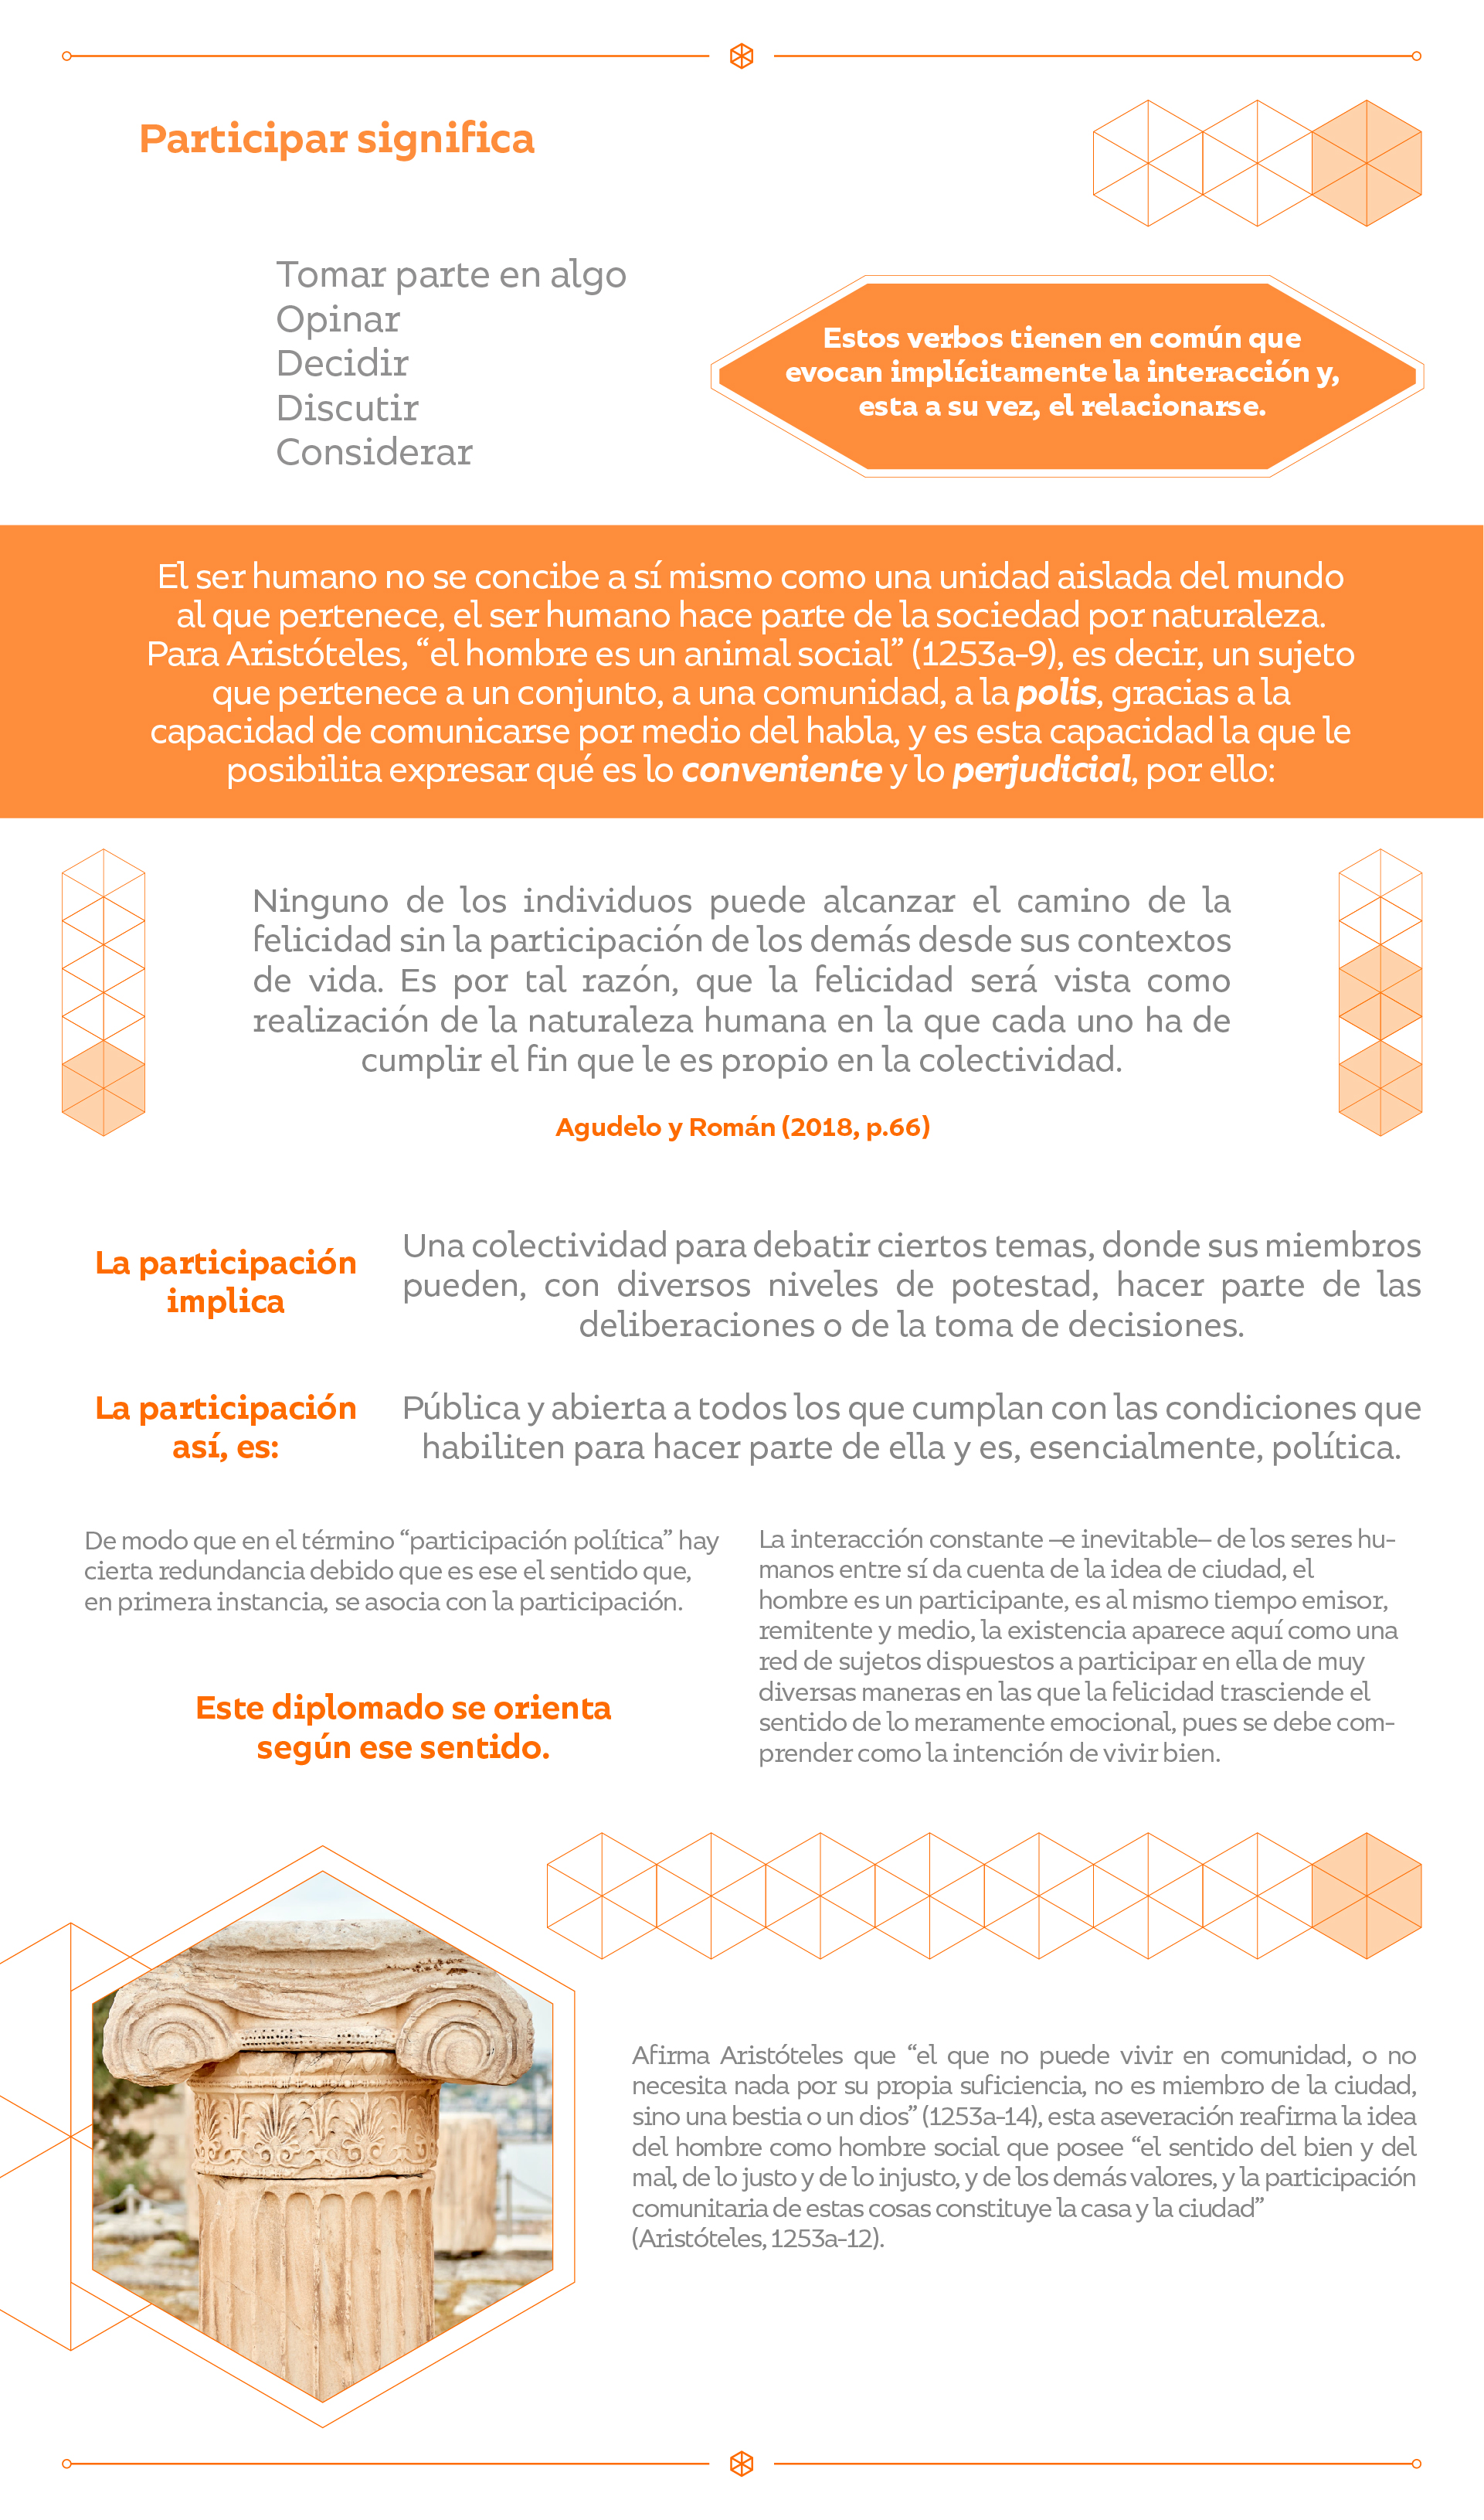 Participar significa
Tomar parte en algo
Opinar
Decidir
Discutir
Considerar
Estos verbos tienen en común que
evocan implícitamente la interacción y,
esta a su vez, el relacionarse.
El ser humano no se concibe a sí mismo como una unidad aislada del mundo
al que pertenece, el ser humano hace parte de la sociedad por naturaleza.
Para Aristóteles, “el hombre es un animal social” (1253a-9), es decir, un sujeto
que pertenece a un conjunto, a una comunidad, a la polis, gracias a la
capacidad de comunicarse por medio del habla, y es esta capacidad la que le
posibilita expresar qué es lo conveniente y lo perjudicial, por ello:
Ninguno de los individuos puede alcanzar el camino de la
felicidad sin la participación de los demás desde sus contextos
de vida. Es por tal razón, que la felicidad será vista como
realización de la naturaleza humana en la que cada uno ha de
cumplir el fin que le es propio en la colectividad.
Agudelo y Román (2018, p.66)
La participación
implica
Una colectividad para debatir ciertos temas, donde sus miembros
pueden, con diversos niveles de potestad, hacer parte de las
deliberaciones o de la toma de decisiones.
La participación
así, es:
Pública y abierta a todos los que cumplan con las condiciones que
habiliten para hacer parte de ella y es, esencialmente, política.
De modo que en el término “participación política” hay
cierta redundancia debido que es ese el sentido que,
en primera instancia, se asocia con la participación.
Este diplomado se orienta
según ese sentido.
La interacción constante –e inevitable– de los seres hu-
manos entre sí da cuenta de la idea de ciudad, el
hombre es un participante, es al mismo tiempo emisor,
remitente y medio, la existencia aparece aquí como una
red de sujetos dispuestos a participar en ella de muy
diversas maneras en las que la felicidad trasciende el
sentido de lo meramente emocional, pues se debe com-
prender como la intención de vivir bien.
Afirma Aristóteles que “el que no puede vivir en comunidad, o no
necesita nada por su propia suficiencia, no es miembro de la ciudad,
sino una bestia o un dios” (1253a-14), esta aseveración reafirma la idea
del hombre como hombre social que posee “el sentido del bien y del
mal, de lo justo y de lo injusto, y de los demás valores, y la participación
comunitaria de estas cosas constituye la casa y la ciudad”
(Aristóteles, 1253a-12).